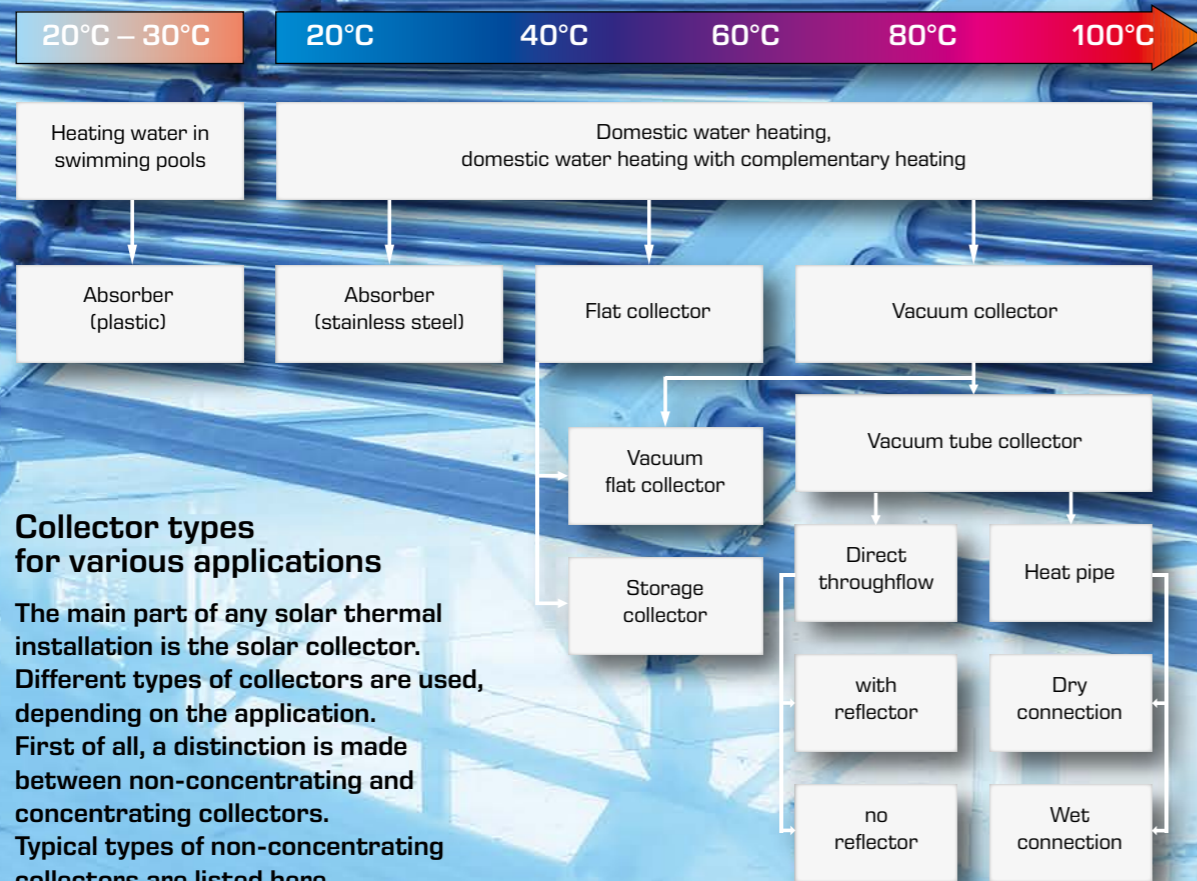 20°C – 30°C
20°C
40°C
60°C
80°C
100°C
Heating water in
swimming pools
Domestic water heating,
domestic water heating with complementary heating
Absorber
(plastic)
Absorber
(stainless steel)
Flat collector
Vacuum collector
Vacuum
flat collector
Storage
collector
Vacuum tube collector
Direct
throughflow
Heat pipe
with
reflector
Dry
connection
no
reflector
Wet
connection
Collector types
for various applications
The main part of any solar thermal
installation is the solar collector.
Different types of collectors are used,
depending on the application.
First of all, a distinction is made
between non-concentrating and
concentrating collectors.
Typical types of non-concentrating
collectors are listed here